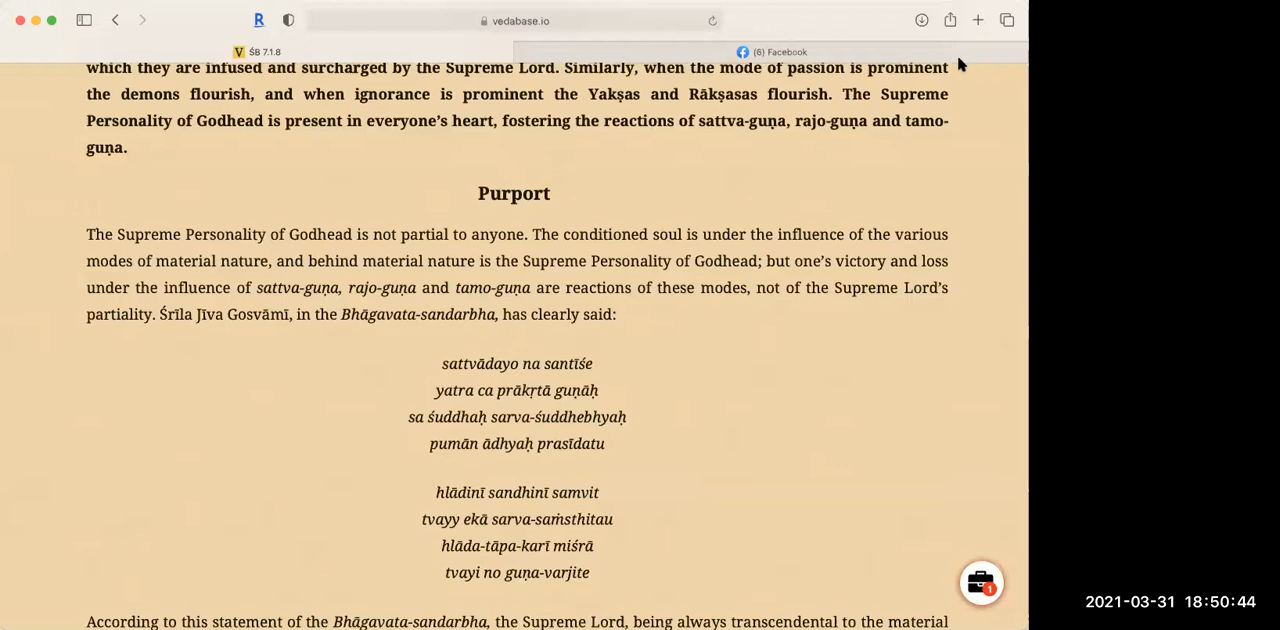 R
vedabase.io
V ŚB 7.1.8
(6) Facebook
which they are infused and surcharged by the Supreme Lord. Similarly, when the mode of passion is prominent
the demons flourish, and when ignorance is prominent the Yakṣas and Rākṣasas flourish. The Supreme
Personality of Godhead is present in everyone’s heart, fostering the reactions of sattva-guṇa, rajo-guṇa and tamo-
guṇa.
Purport
The Supreme Personality of Godhead is not partial to anyone. The conditioned soul is under the influence of the various
modes of material nature, and behind material nature is the Supreme Personality of Godhead; but one’s victory and loss
under the influence of sattva-guṇa, rajo-guṇa and tamo-guṇa are reactions of these modes, not of the Supreme Lord’s
partiality. Śrīla Jīva Gosvāmī, in the Bhāgavata-sandarbha, has clearly said:
sattvādayo na santīśe
yatra ca prākṛtā guṇāḥ
sa śuddhaḥ sarva-śuddhebhyaḥ
pumān ādhyaḥ prasīdatu
hlādinī sandhinī samvit
tvayy ekā sarva-saṁsthitau
hlāda-tāpa-karī miśrā
tvayi no guṇa-varjite
According to this statement of the Bhāgavata-sandarbha, the Supreme Lord, being always transcendental to the material
1
2021-03-31 18:50:44